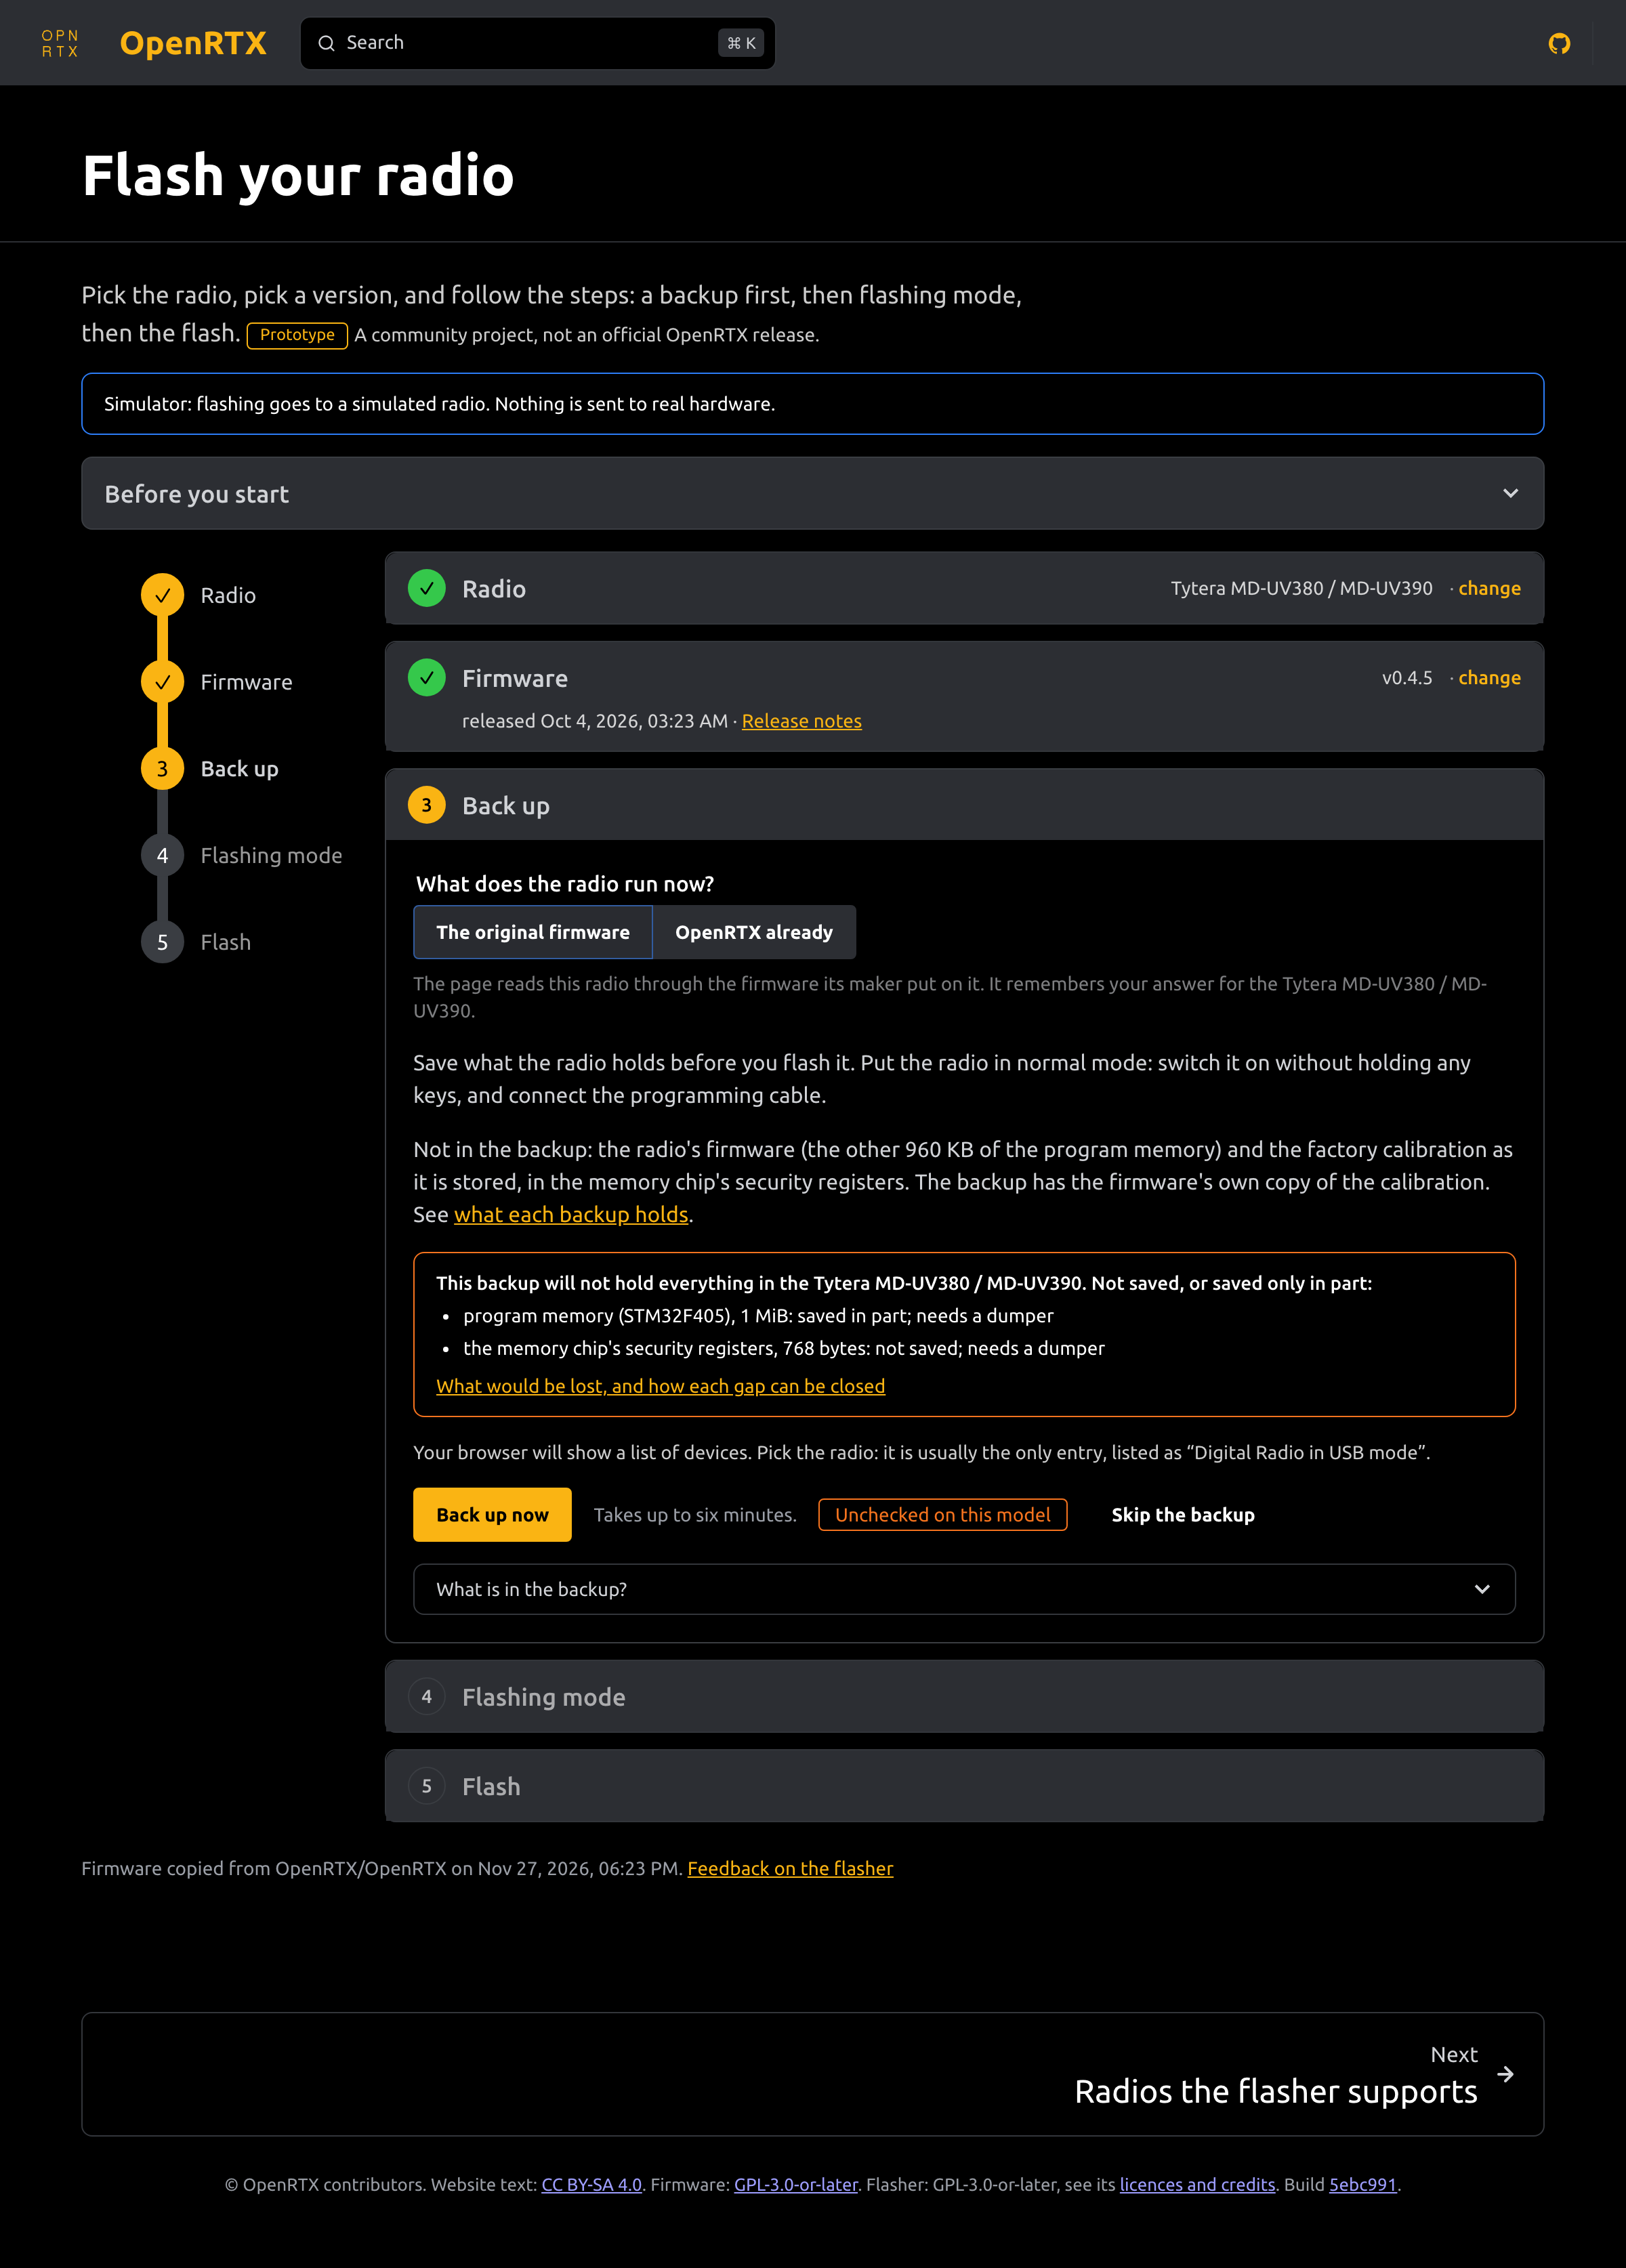 OPN
RTX
OpenRTX
Search
⌘ K
Flash your radio
Pick the radio, pick a version, and follow the steps: a backup first, then flashing mode,
then the flash. Prototype A community project, not an official OpenRTX release.
Simulator: flashing goes to a simulated radio. Nothing is sent to real hardware.
Before you start
Radio
Firmware
3 Back up
4 Flashing mode
5 Flash
Radio
Tytera MD-UV380 / MD-UV390 · change
Firmware
v0.4.5 · change
released Oct 4, 2026, 03:23 AM · Release notes
3 Back up
What does the radio run now?
The original firmware
OpenRTX already
The page reads this radio through the firmware its maker put on it. It remembers your answer for the Tytera MD-UV380 / MD-
UV390.
Save what the radio holds before you flash it. Put the radio in normal mode: switch it on without holding any
keys, and connect the programming cable.
Not in the backup: the radio's firmware (the other 960 KB of the program memory) and the factory calibration as
it is stored, in the memory chip's security registers. The backup has the firmware's own copy of the calibration.
See what each backup holds.
This backup will not hold everything in the Tytera MD-UV380 / MD-UV390. Not saved, or saved only in part:
• program memory (STM32F405), 1 MiB: saved in part; needs a dumper
• the memory chip's security registers, 768 bytes: not saved; needs a dumper
What would be lost, and how each gap can be closed
Your browser will show a list of devices. Pick the radio: it is usually the only entry, listed as “Digital Radio in USB mode”.
Back up now
Takes up to six minutes.
Unchecked on this model
Skip the backup
What is in the backup?
4 Flashing mode
5 Flash
Firmware copied from OpenRTX/OpenRTX on Nov 27, 2026, 06:23 PM. Feedback on the flasher
Next
Radios the flasher supports
© OpenRTX contributors. Website text: CC BY-SA 4.0. Firmware: GPL-3.0-or-later. Flasher: GPL-3.0-or-later, see its licences and credits. Build 5ebc991.